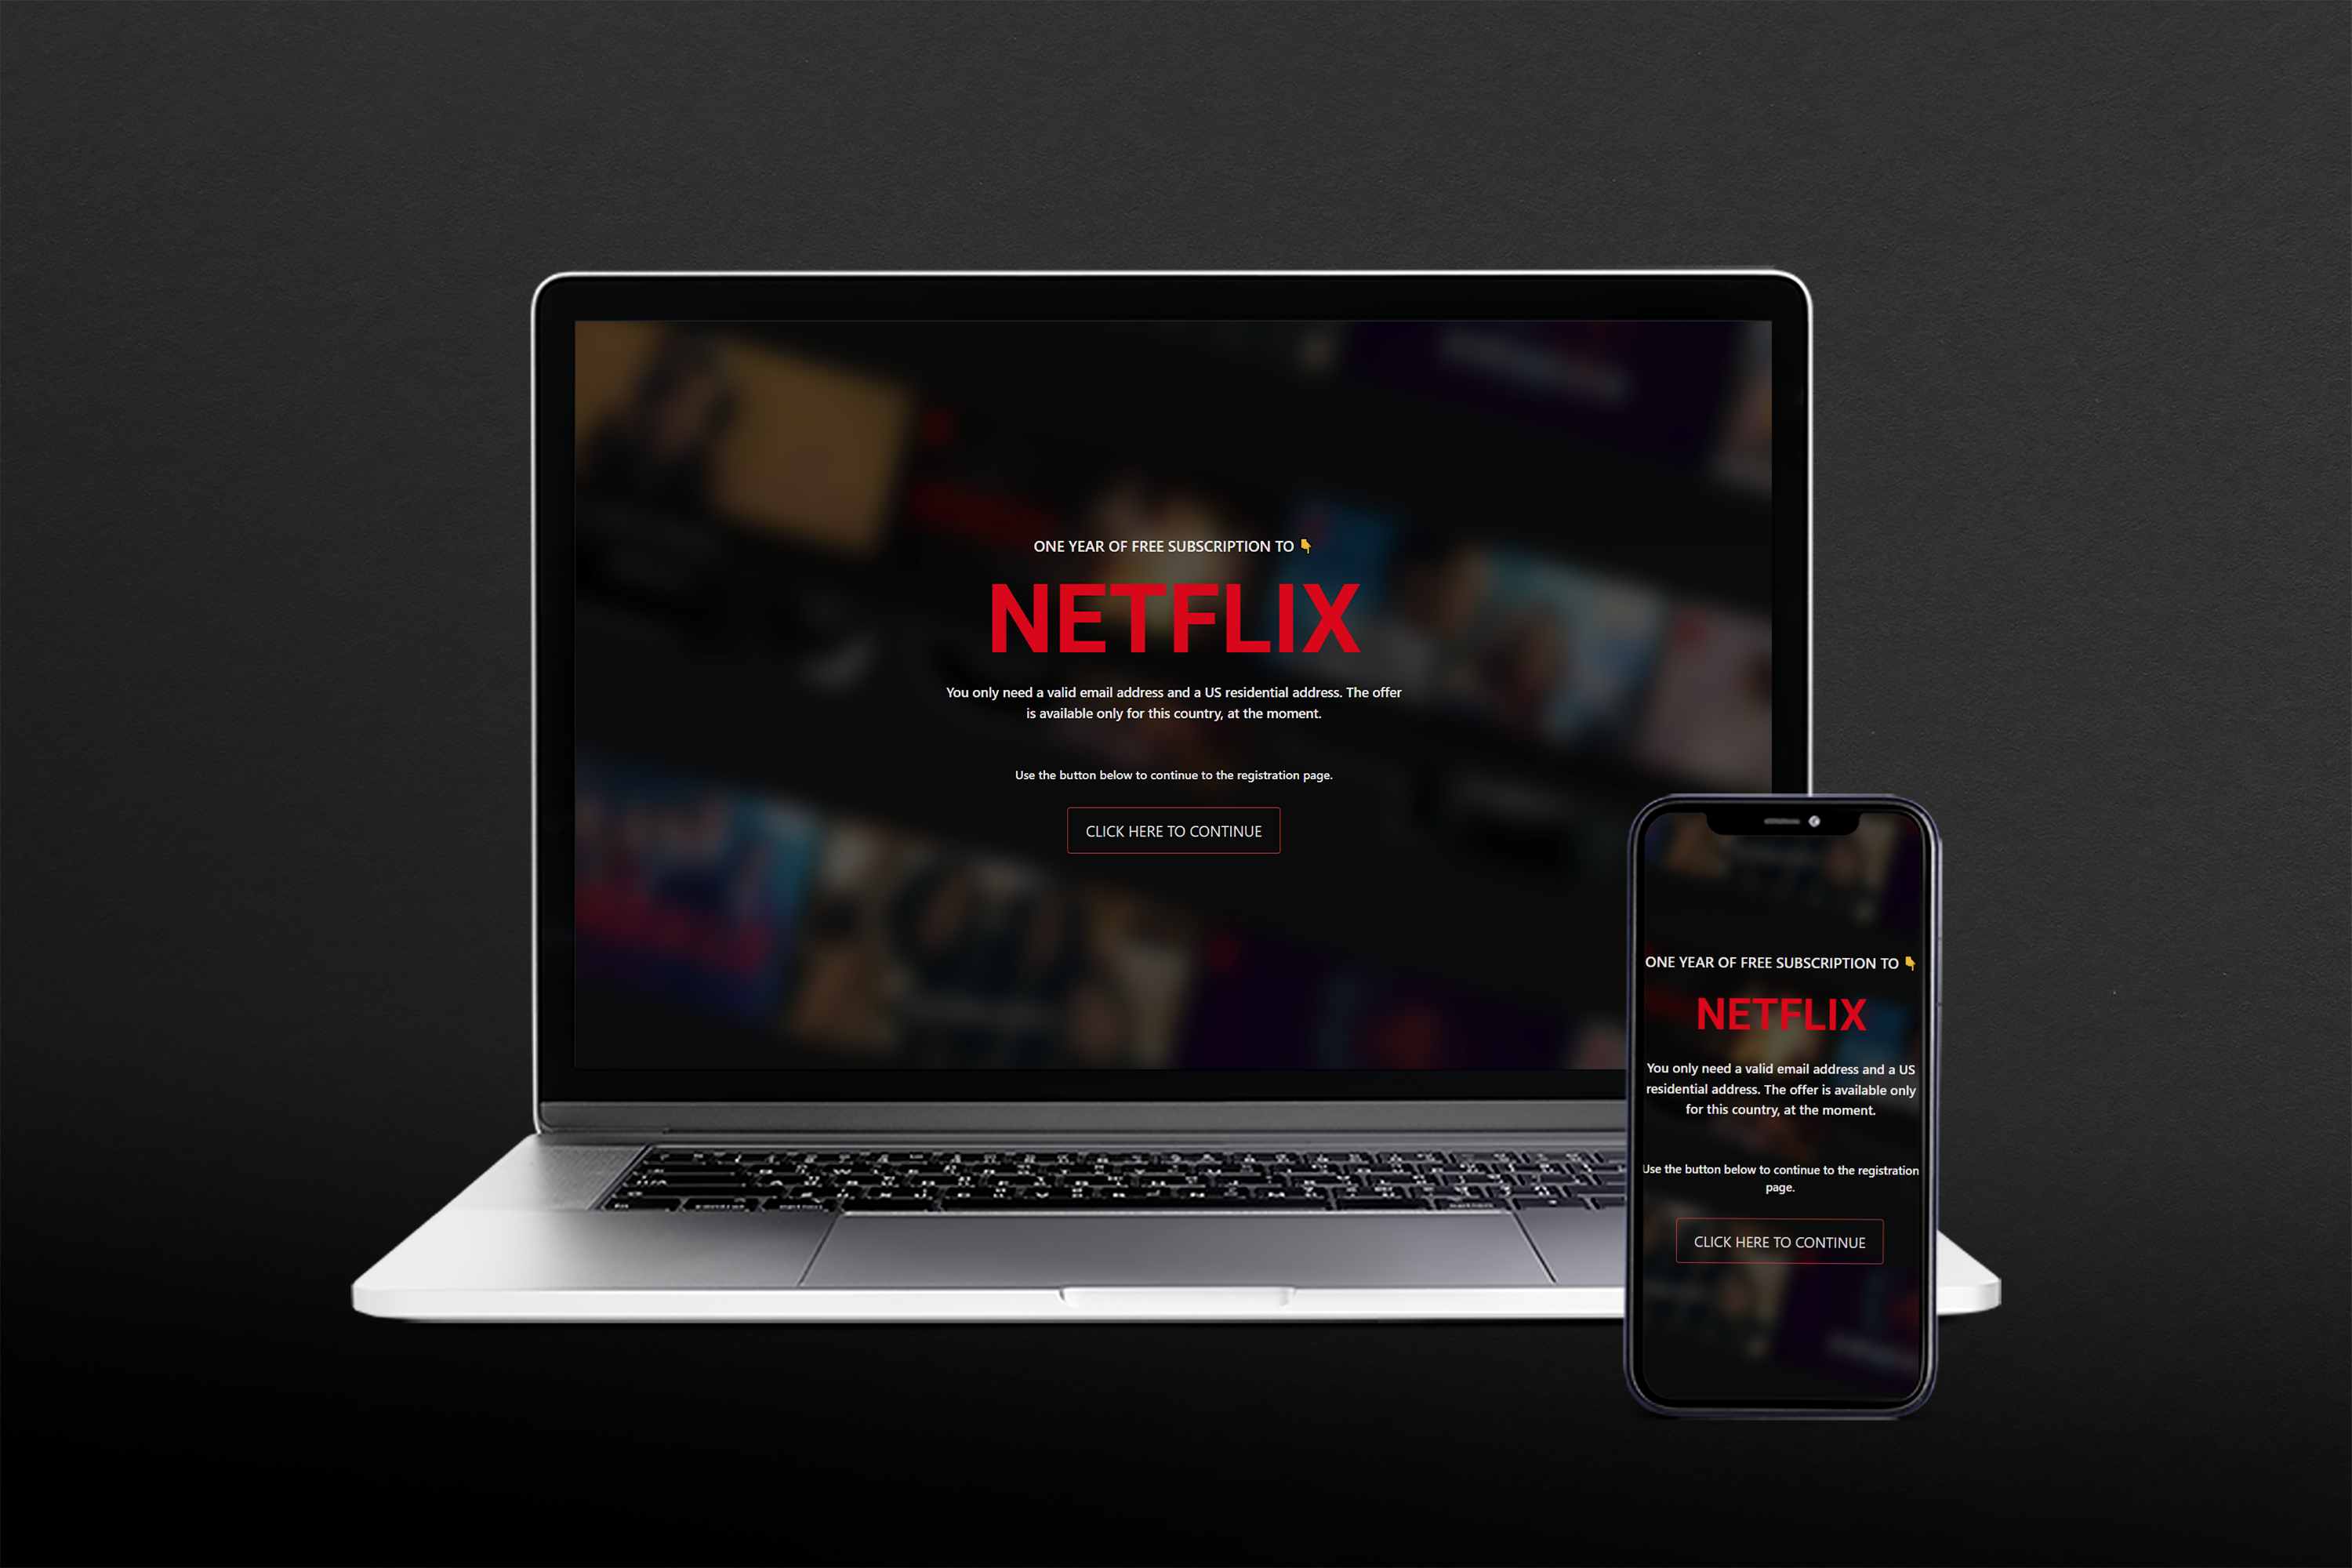 ONE YEAR OF FREE SUBSCRIPTION TO 👇
NETFLIX
You only need a valid email address and a US residential address. The offer
is available only for this country, at the moment.
Use the button below to continue to the registration page.
CLICK HERE TO CONTINUE
ONE YEAR OF FREE SUBSCRIPTION TO 👇
NETFLIX
You only need a valid email address and a US
residential address. The offer is available only
for this country, at the moment.
Use the button below to continue to the registration
page.
CLICK HERE TO CONTINUE